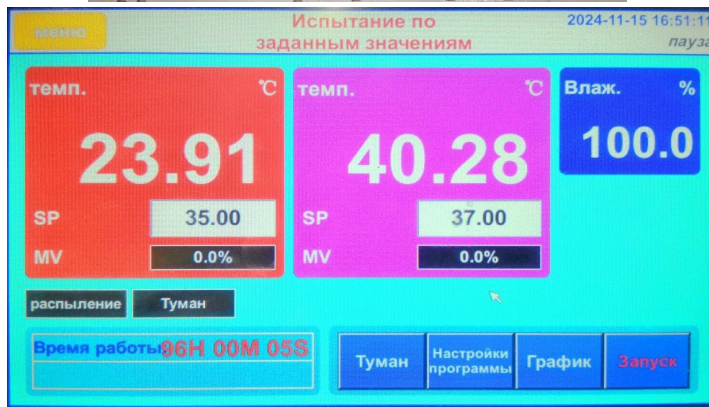 меню
Испытание по
заданным значениям
2024-11-15 16:51:11
пауза
темп. ℃
23.91
SP 35.00
MV 0.0%
темп. ℃
40.28
SP 37.00
MV 0.0%
Влаж. %
100.0
распыление
Туман
Время работы 96H 00M 05S
Туман
Настройки
программы
График
Запуск